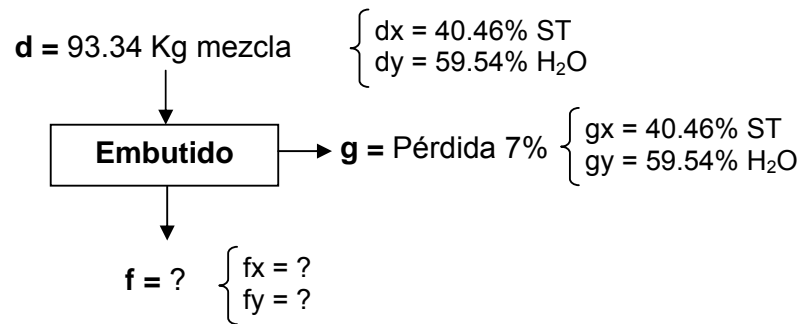 d = 93.34 Kg mezcla
dx = 40.46% ST
dy = 59.54% H₂O
Embutido
g = Pérdida 7%
gx = 40.46% ST
gy = 59.54% H₂O
f = ?
fx = ?
fy = ?